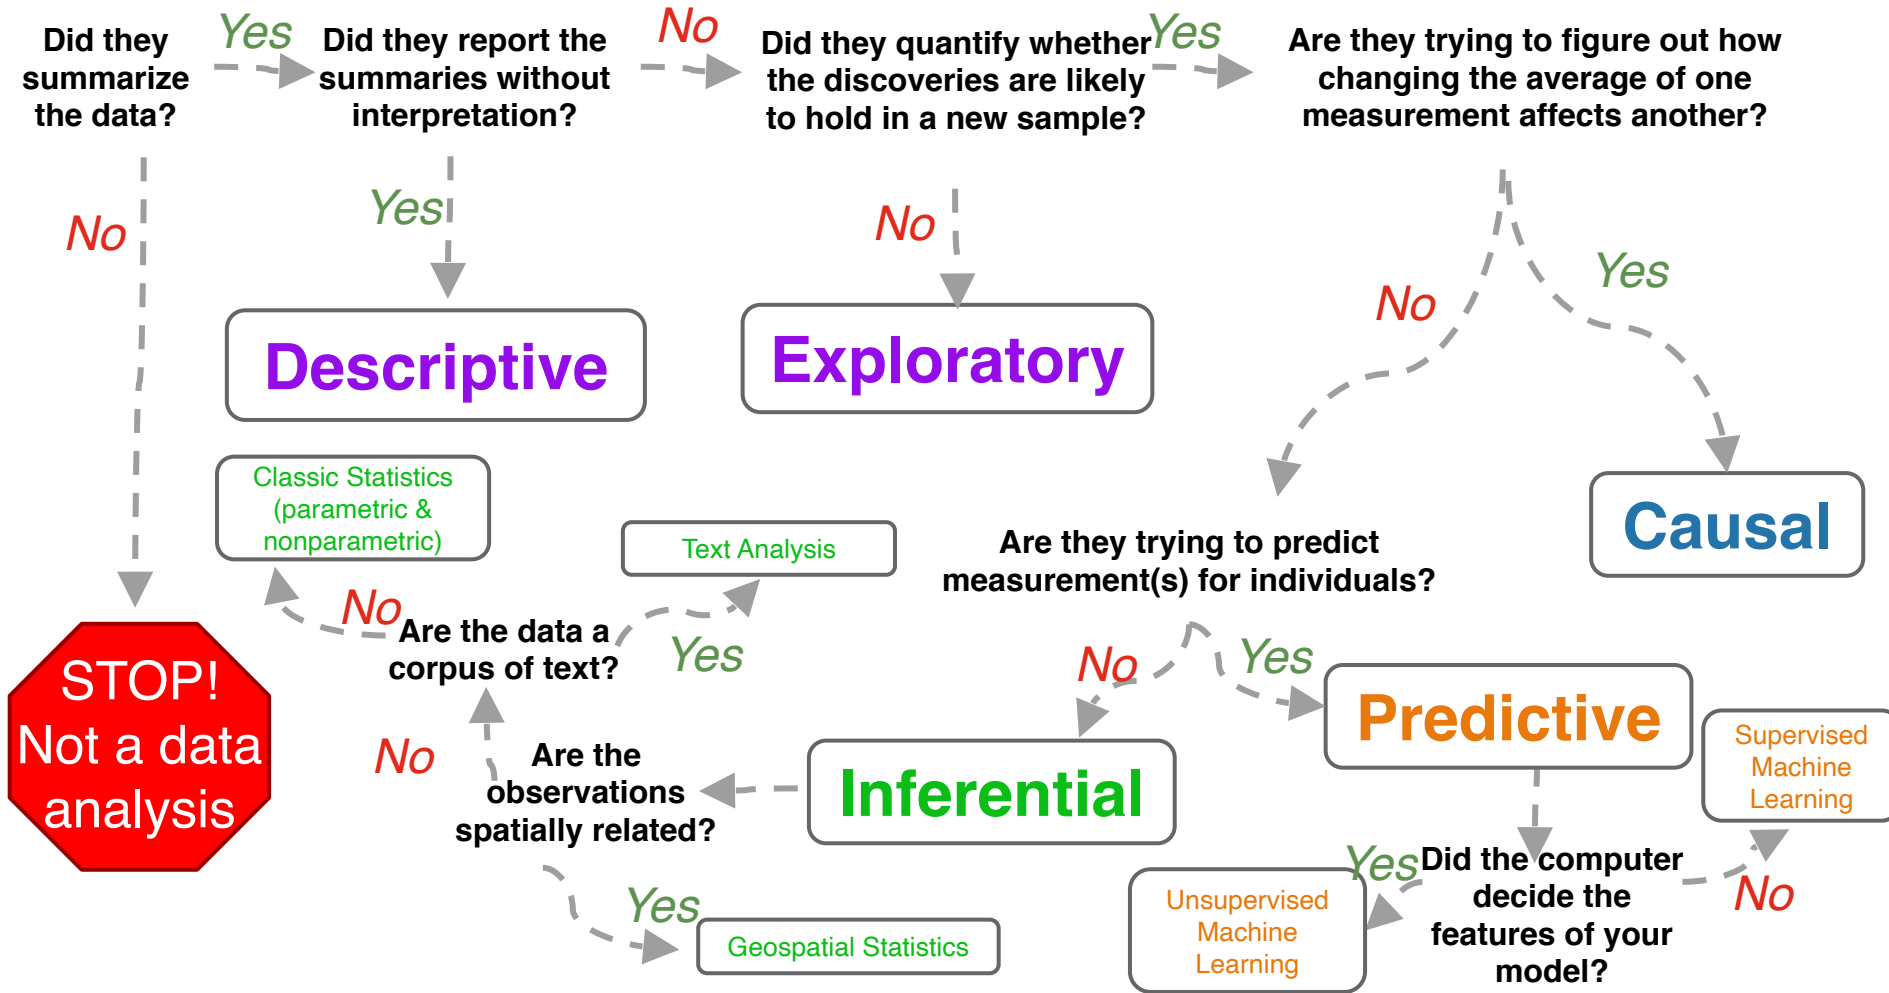 Did they
summarize
the data?
Yes
Did they report the
summaries without
interpretation?
No
Did they quantify whether
the discoveries are likely
to hold in a new sample?
Yes
Are they trying to figure out how
changing the average of one
measurement affects another?
No
Yes
No
No
Yes
Descriptive
Exploratory
Causal
Classic Statistics
(parametric &
nonparametric)
Text Analysis
Are they trying to predict
measurement(s) for individuals?
No
Are the data a
corpus of text?
Yes
No
Yes
STOP!
Not a data
analysis
No
Are the
observations
spatially related?
Inferential
Predictive
Supervised
Machine
Learning
Yes
Geospatial Statistics
Yes
Did the computer
decide the
features of your
model?
No
Unsupervised
Machine
Learning